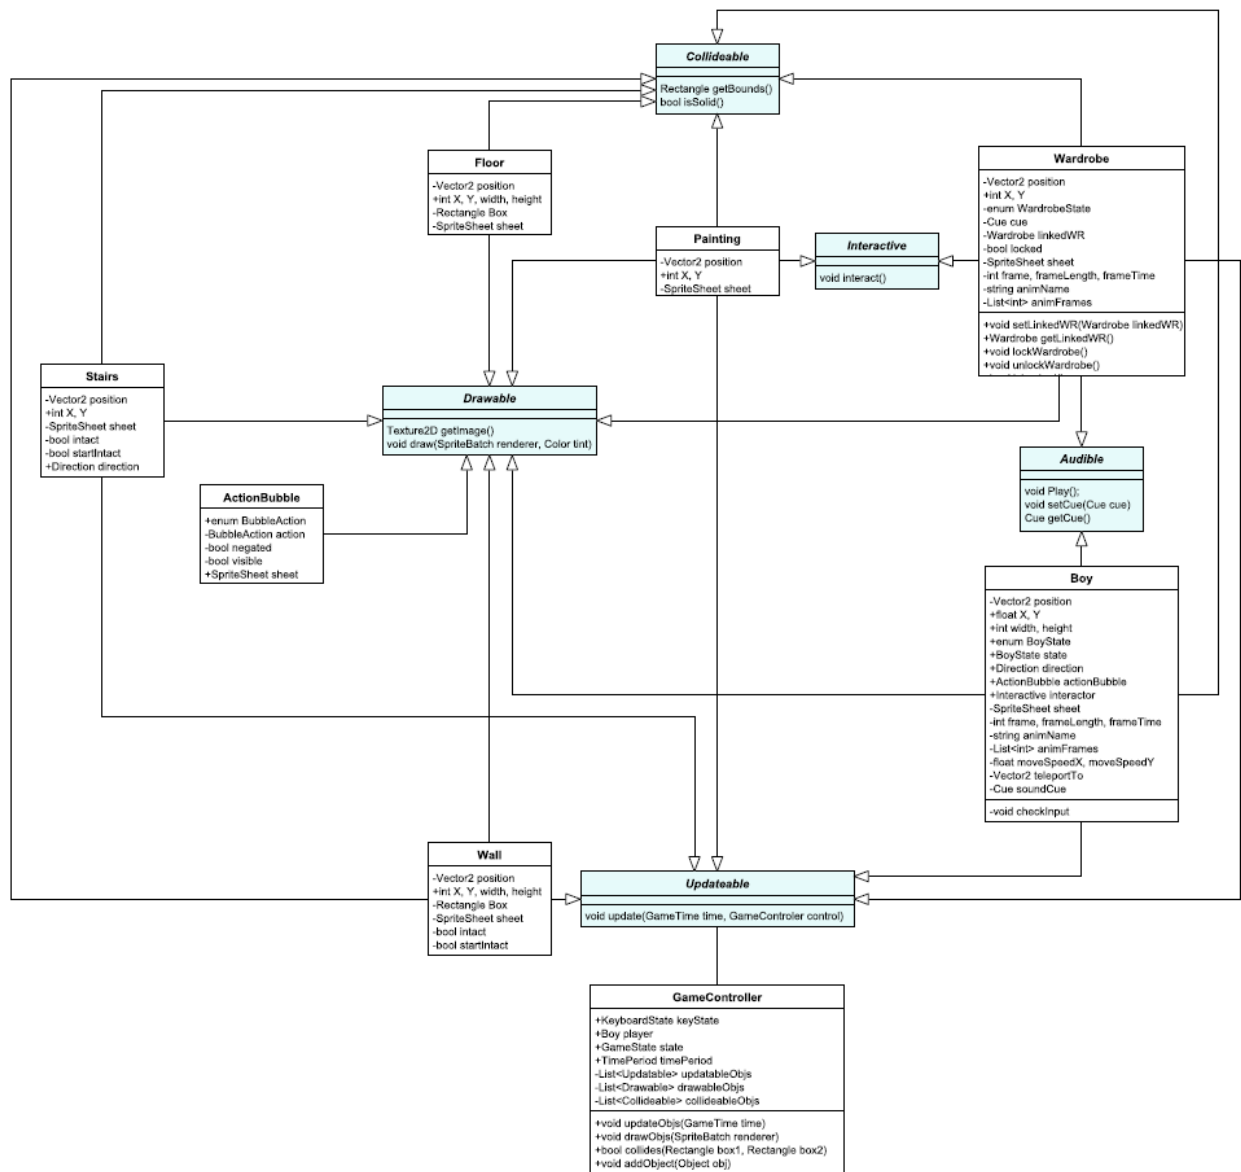 Collideable
Rectangle getBounds()
bool isSolid()
Floor
-Vector2 position
+int X, Y, width, height
-Rectangle Box
-SpriteSheet sheet
Wardrobe
-Vector2 position
+int X, Y
-enum WardrobeState
-Cue cue
-Wardrobe linkedWR
-bool locked
-SpriteSheet sheet
-int frame, frameLength, frameTime
-string animName
-List<int> animFrames
+void setLinkedWR(Wardrobe linkedWR)
+Wardrobe getLinkedWR()
+void lockWardrobe()
+void unlockWardrobe()
Painting
-Vector2 position
+int X, Y
-SpriteSheet sheet
Interactive
void interact()
Stairs
-Vector2 position
+int X, Y
-SpriteSheet sheet
-bool intact
-bool startIntact
+Direction direction
Drawable
Texture2D getImage()
void draw(SpriteBatch renderer, Color tint)
ActionBubble
+enum BubbleAction
-BubbleAction action
-bool negated
-bool visible
+SpriteSheet sheet
Audible
void Play();
void setCue(Cue cue)
Cue getCue()
Boy
-Vector2 position
+float X, Y
+int width, height
+enum BoyState
+BoyState state
+Direction direction
+ActionBubble actionBubble
+Interactive interactor
-SpriteSheet sheet
-int frame, frameLength, frameTime
-string animName
-List<int> animFrames
-float moveSpeedX, moveSpeedY
-Vector2 teleportTo
-Cue soundCue
-void checkInput
Wall
-Vector2 position
+int X, Y, width, height
-Rectangle Box
-SpriteSheet sheet
-bool intact
-bool startIntact
Updateable
void update(GameTime time, GameControler control)
GameController
+KeyboardState keyState
+Boy player
+GameState state
+TimePeriod timePeriod
-List<Updatable> updatableObjs
-List<Drawable> drawableObjs
-List<Collideable> collideableObjs
+void updateObjs(GameTime time)
+void drawObjs(SpriteBatch renderer)
+bool collides(Rectangle box1, Rectangle box2)
+void addObject(Object obj)